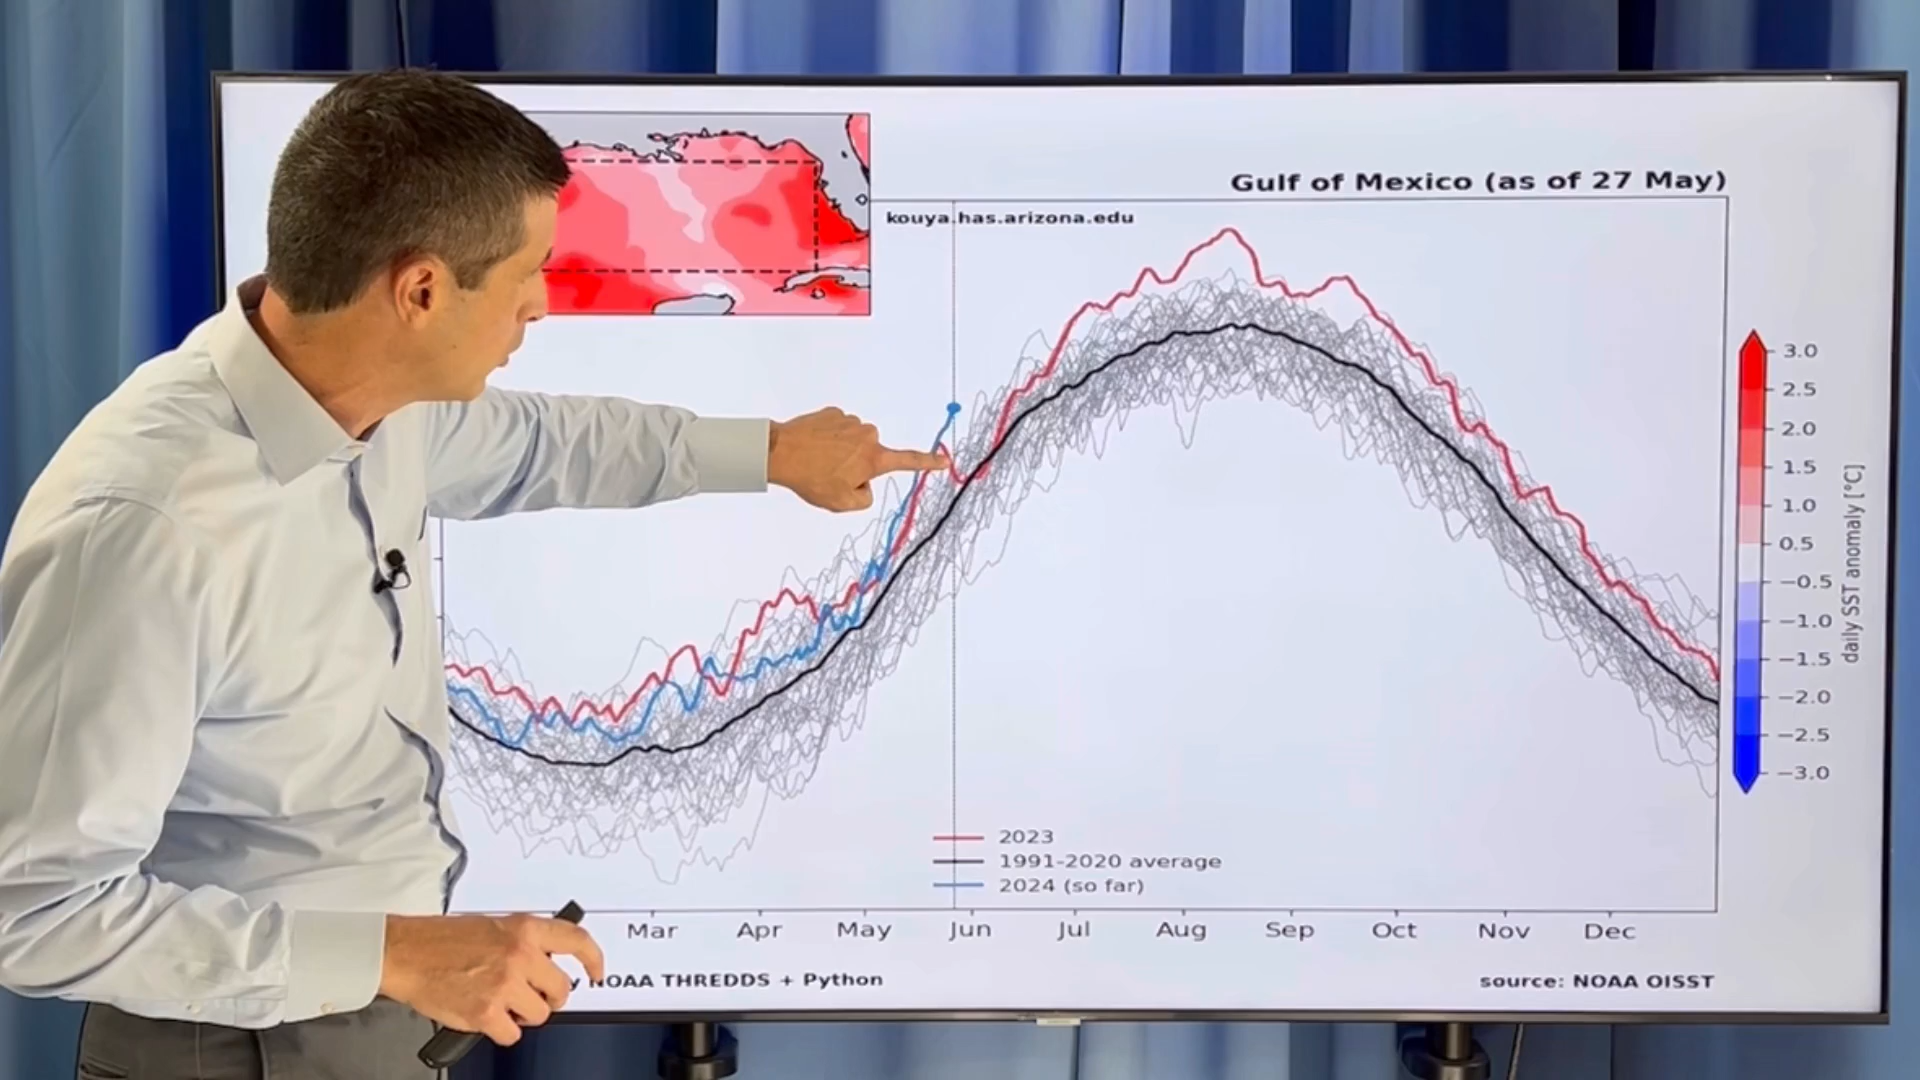 Gulf of Mexico (as of 27 May)
kouya.has.arizona.edu
3.0
2.5
2.0
1.5
1.0
0.5
−0.5
−1.0
−1.5
−2.0
−2.5
−3.0
daily SST anomaly [°C]
2023
1991-2020 average
2024 (so far)
Mar Apr May Jun Jul Aug Sep Oct Nov Dec
y NOAA THREDDS + Python
source: NOAA OISST